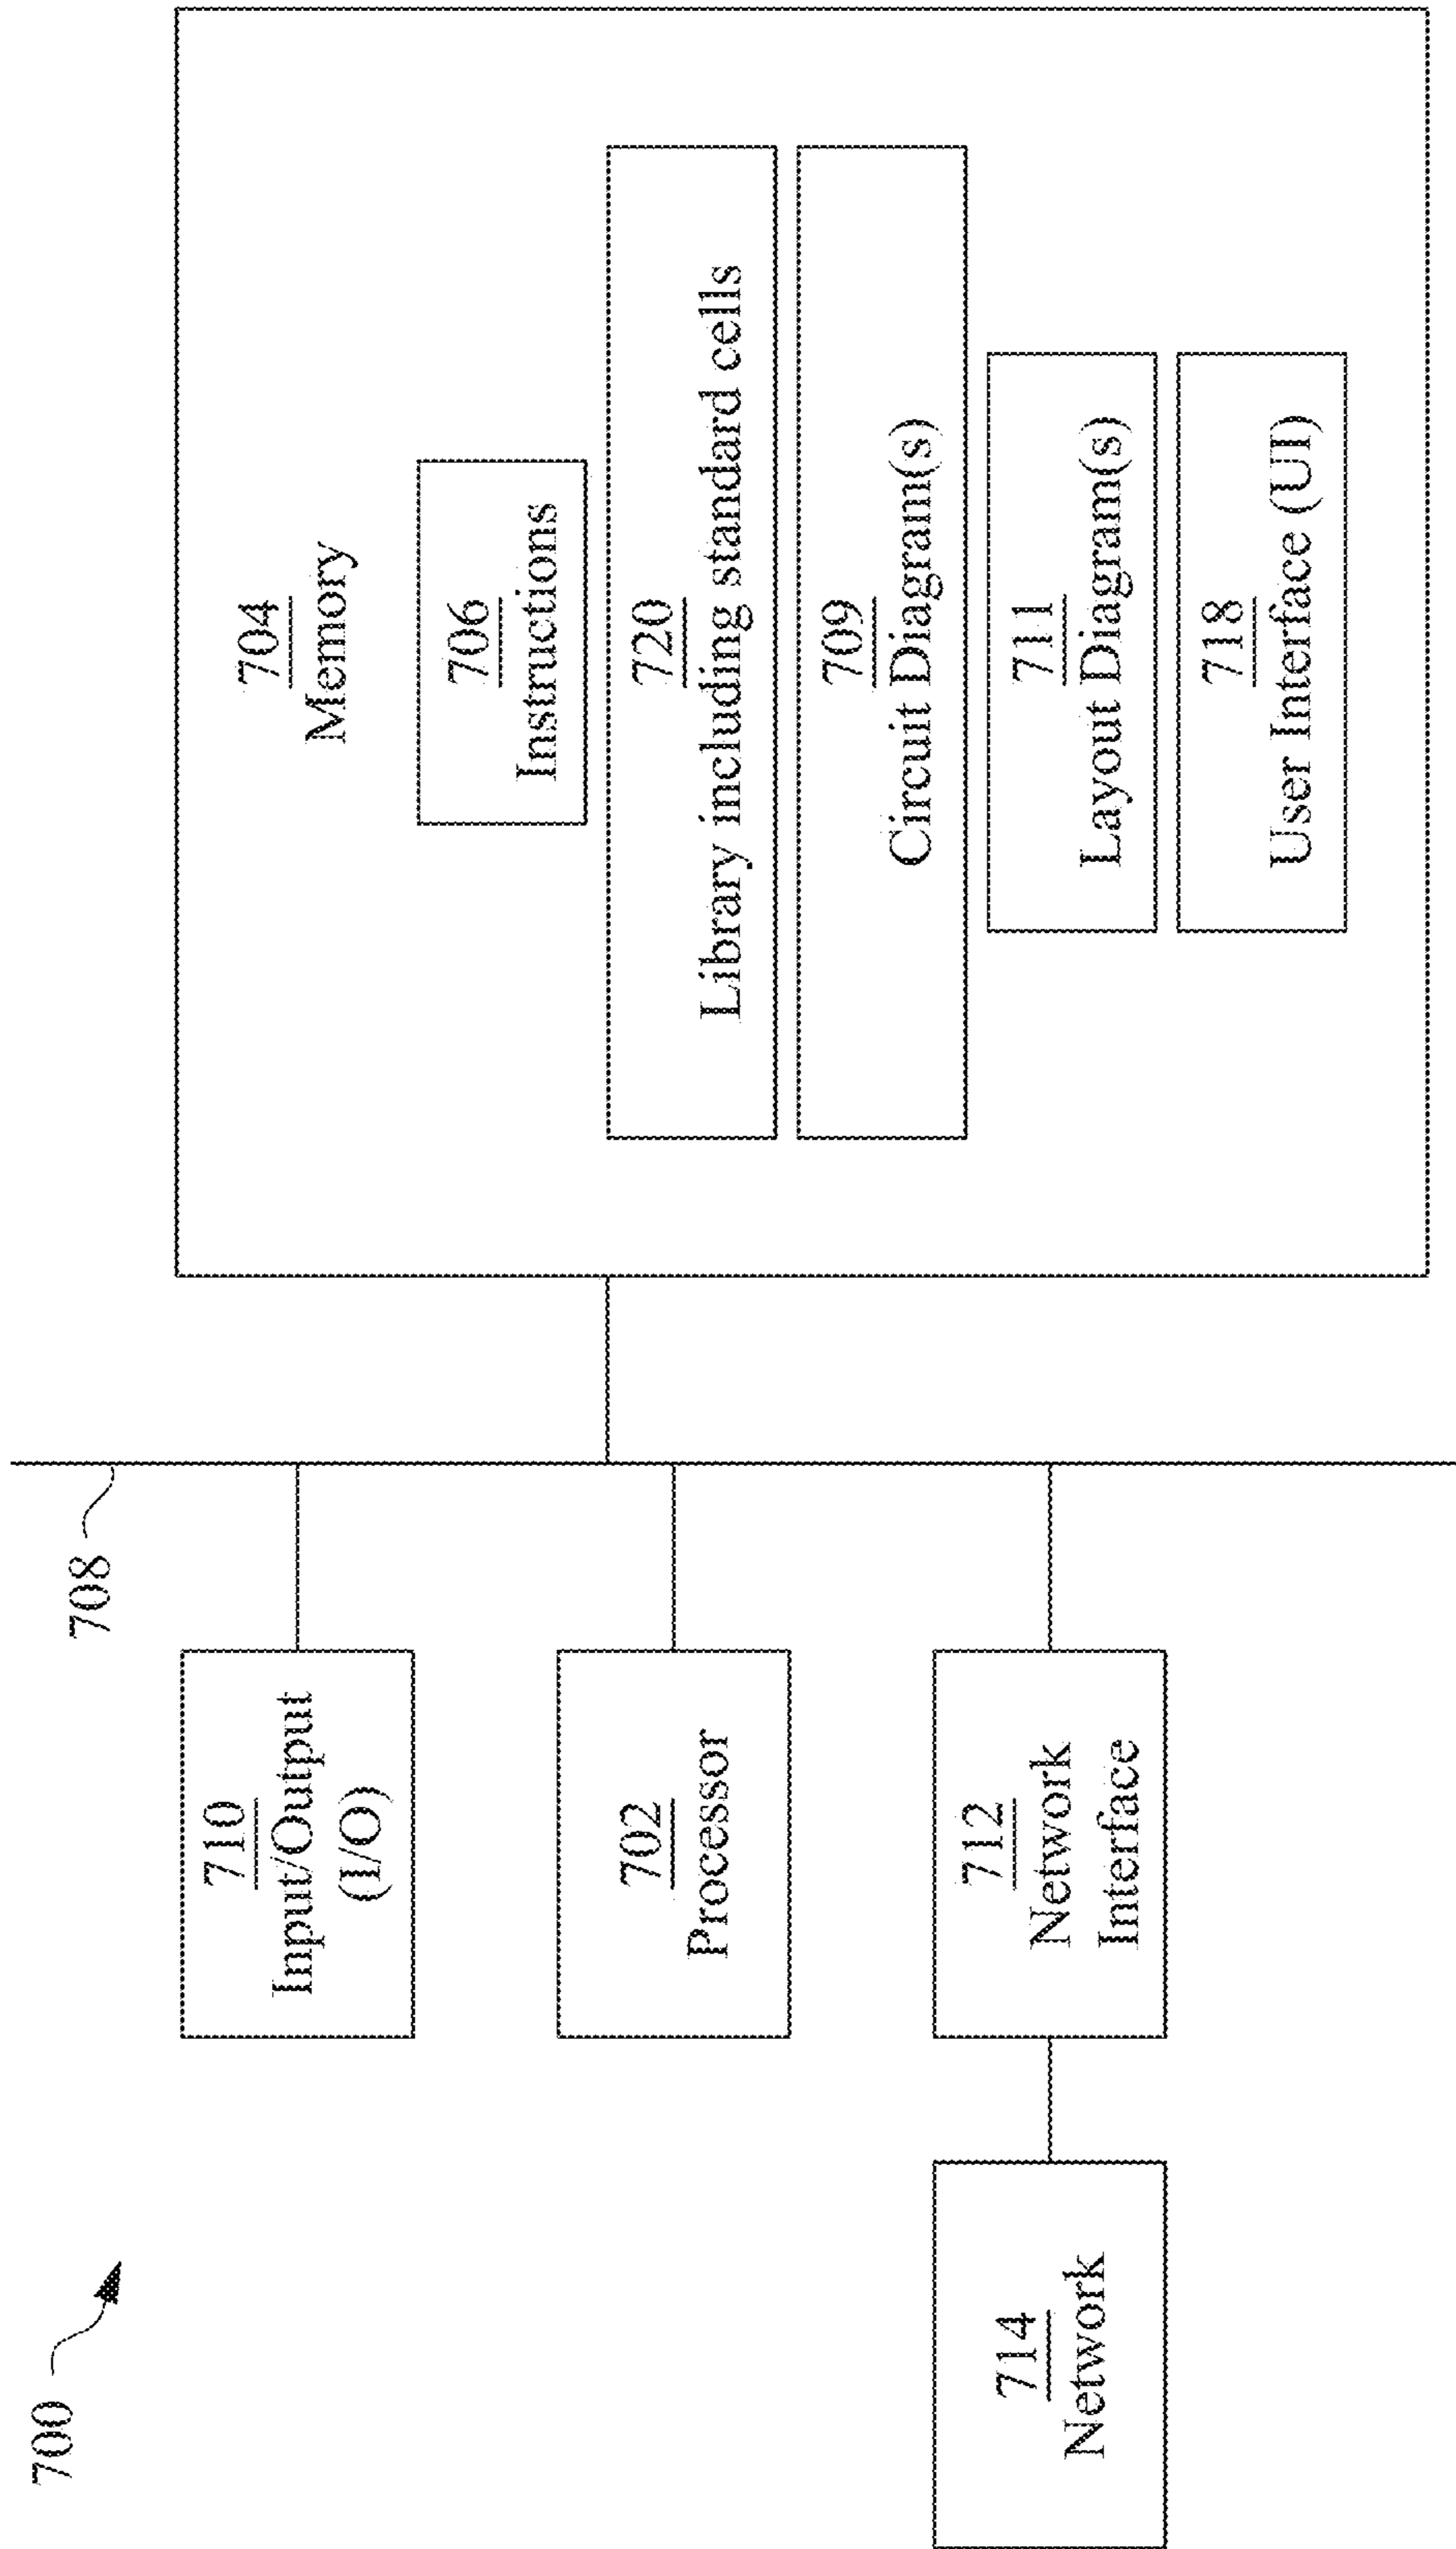 700
708
710
Input/Output
(I/O)
702
Processor
714
Network
712
Network
Interface
704
Memory
706
Instructions
720
Library including standard cells
709
Circuit Diagram(s)
711
Layout Diagram(s)
718
User Interface (UI)